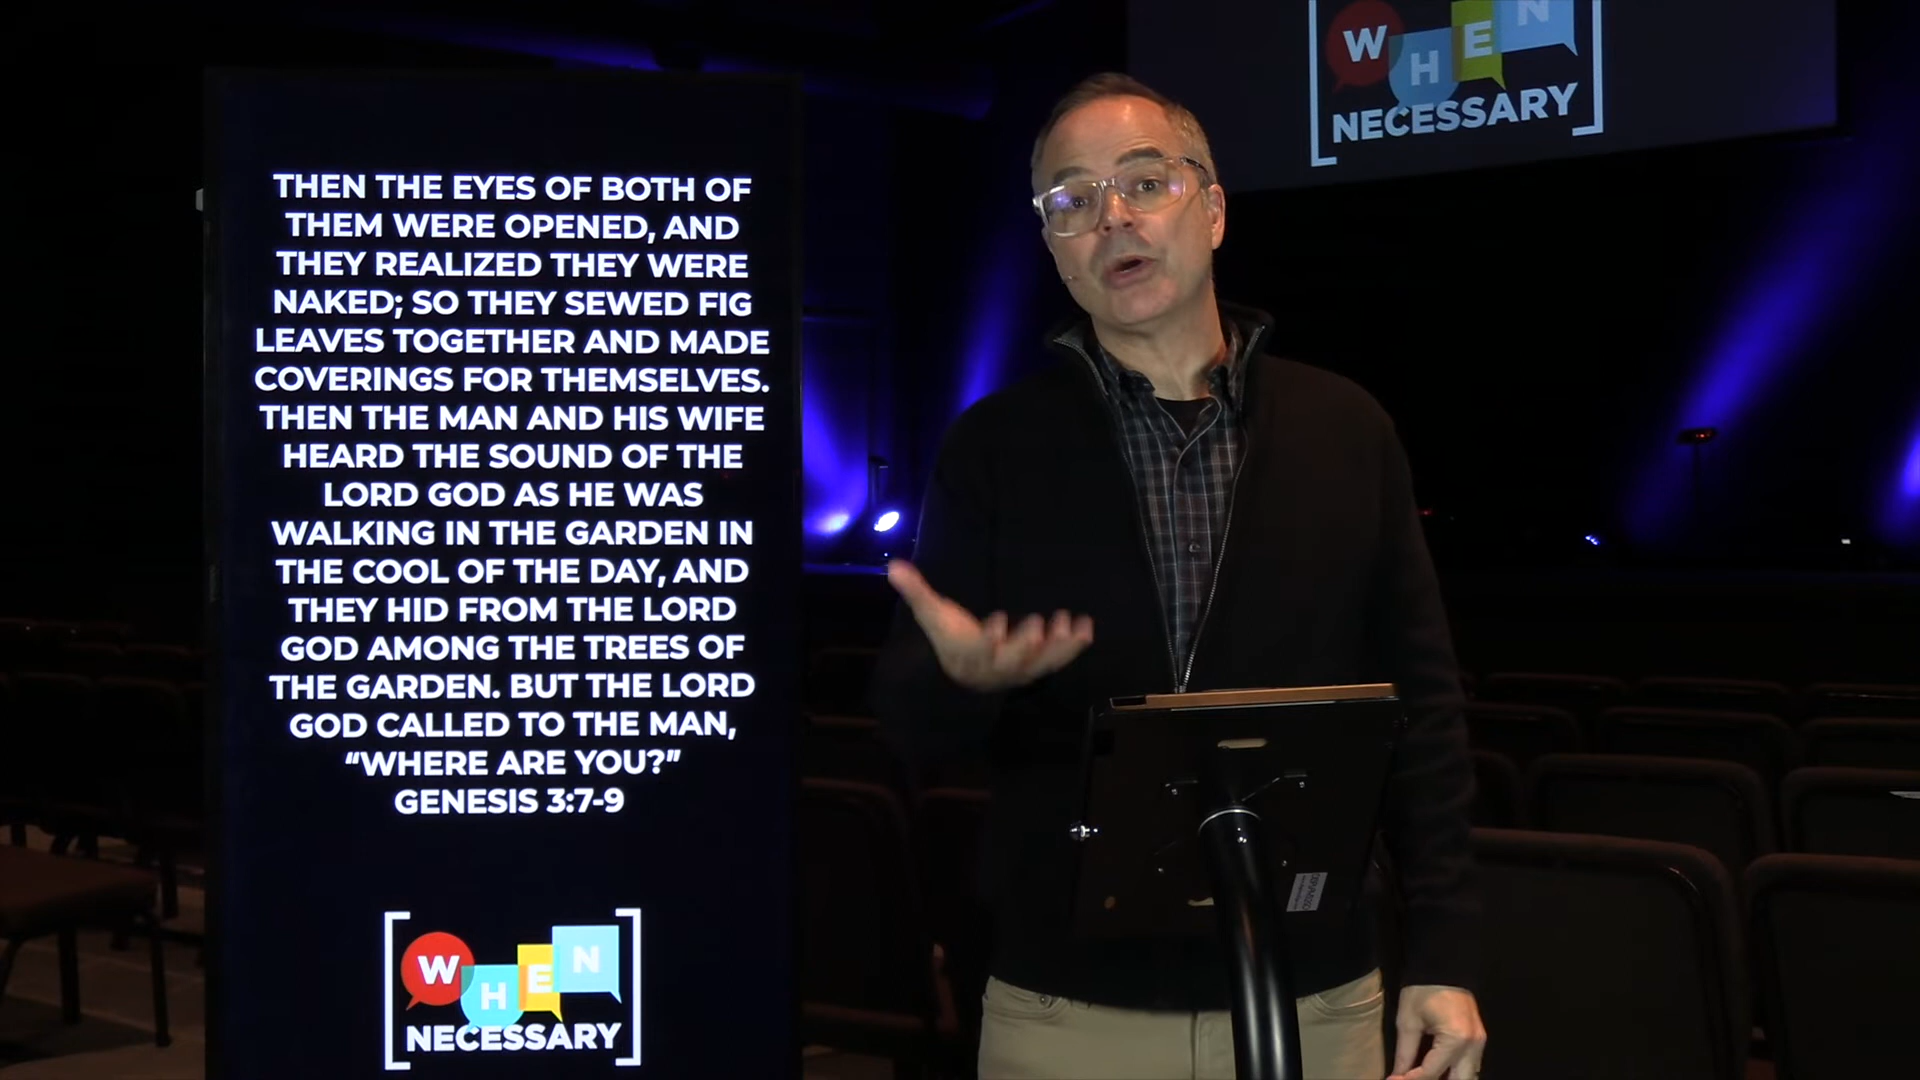 THEN THE EYES OF BOTH OF
THEM WERE OPENED, AND
THEY REALIZED THEY WERE
NAKED; SO THEY SEWED FIG
LEAVES TOGETHER AND MADE
COVERINGS FOR THEMSELVES.
THEN THE MAN AND HIS WIFE
HEARD THE SOUND OF THE
LORD GOD AS HE WAS
WALKING IN THE GARDEN IN
THE COOL OF THE DAY, AND
THEY HID FROM THE LORD
GOD AMONG THE TREES OF
THE GARDEN. BUT THE LORD
GOD CALLED TO THE MAN,
“WHERE ARE YOU?”
GENESIS 3:7-9
WHEN
NECESSARY
WHEN
NECESSARY